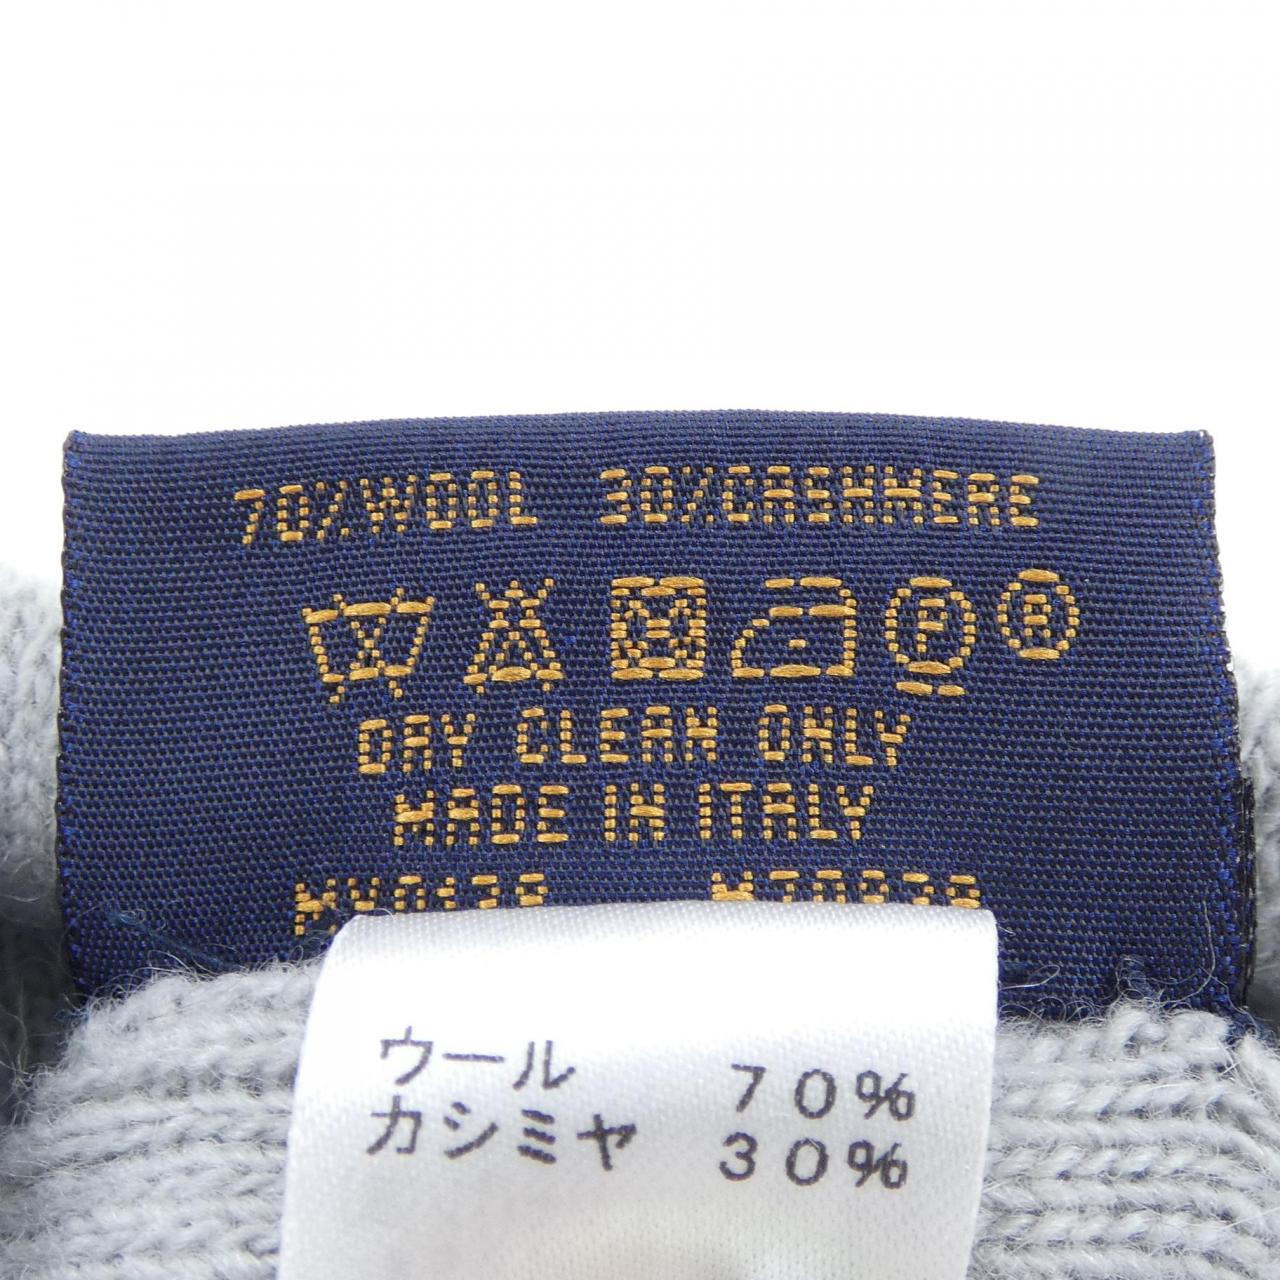 70%WOOL 30%CASHMERE
P R
DRY CLEAN ONLY
MADE IN ITALY
ウール 70%
カシミヤ 30%